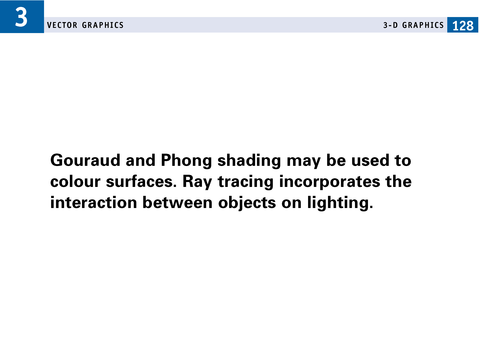 3
VECTOR GRAPHICS
3-D GRAPHICS 128
Gouraud and Phong shading may be used to
colour surfaces. Ray tracing incorporates the
interaction between objects on lighting.